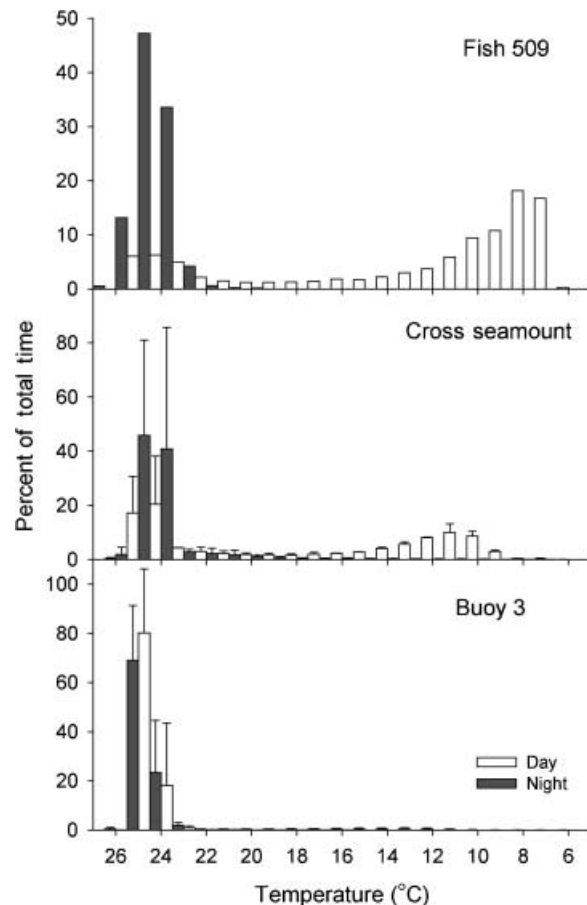 50
Fish 509
40
30
20
10
0
Cross seamount
80
60
40
20
0
Percent of total time
100
Buoy 3
80
60
40
20
0
Day
Night
26 24 22 20 18 16 14 12 10 8 6
Temperature (°C)